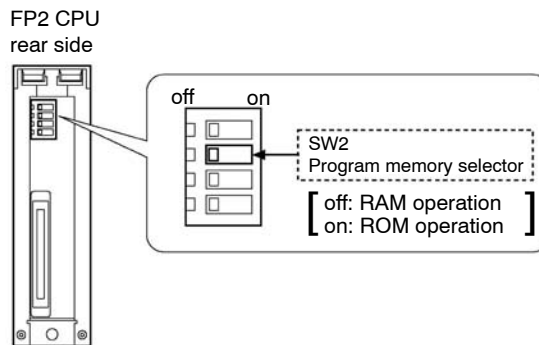 FP2 CPU
rear side
off on
SW2
Program memory selector
off: RAM operation
on: ROM operation